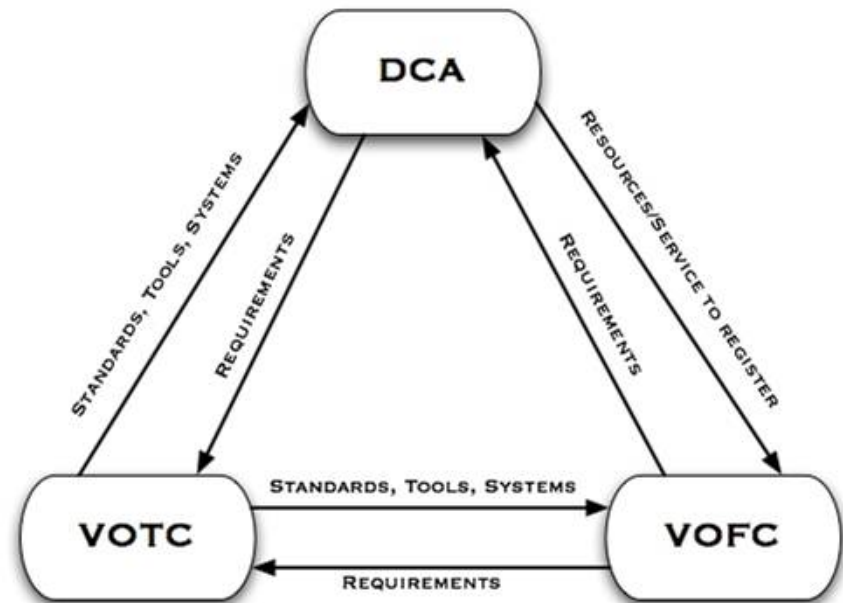 DCA
Standards, Tools, Systems
Requirements
Requirements
Resources/Service to register
VOTC
Standards, Tools, Systems
Requirements
VOFC